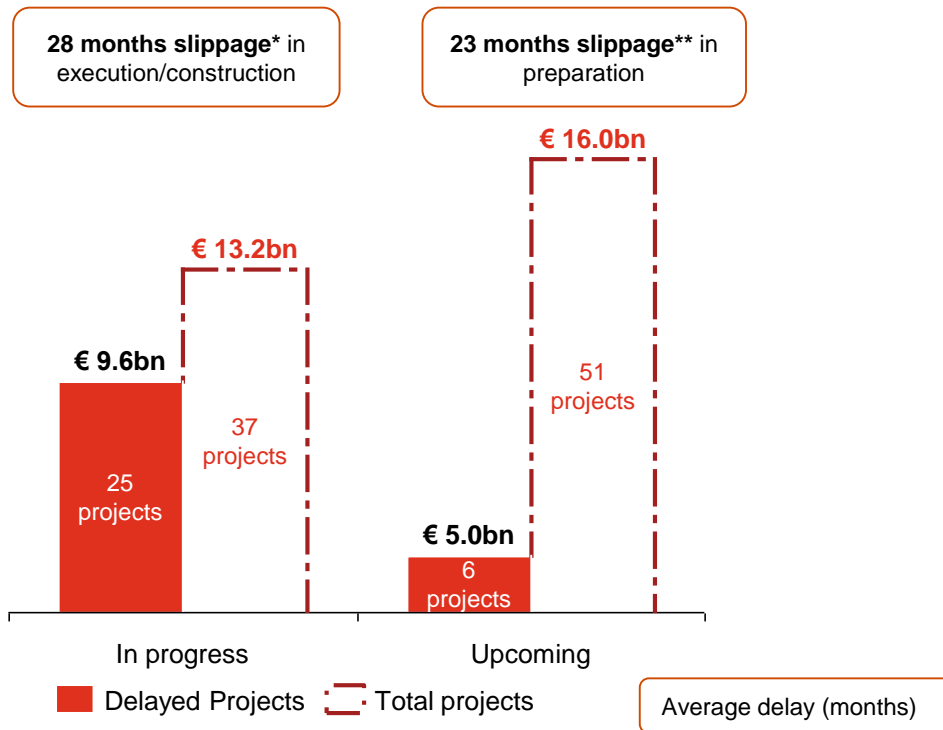 28 months slippage* in
execution/construction
23 months slippage** in
preparation
€ 16.0bn
€ 13.2bn
€ 9.6bn
51
projects
37
projects
25
projects
€ 5.0bn
6
projects
In progress
Upcoming
Delayed Projects
Total projects
Average delay (months)